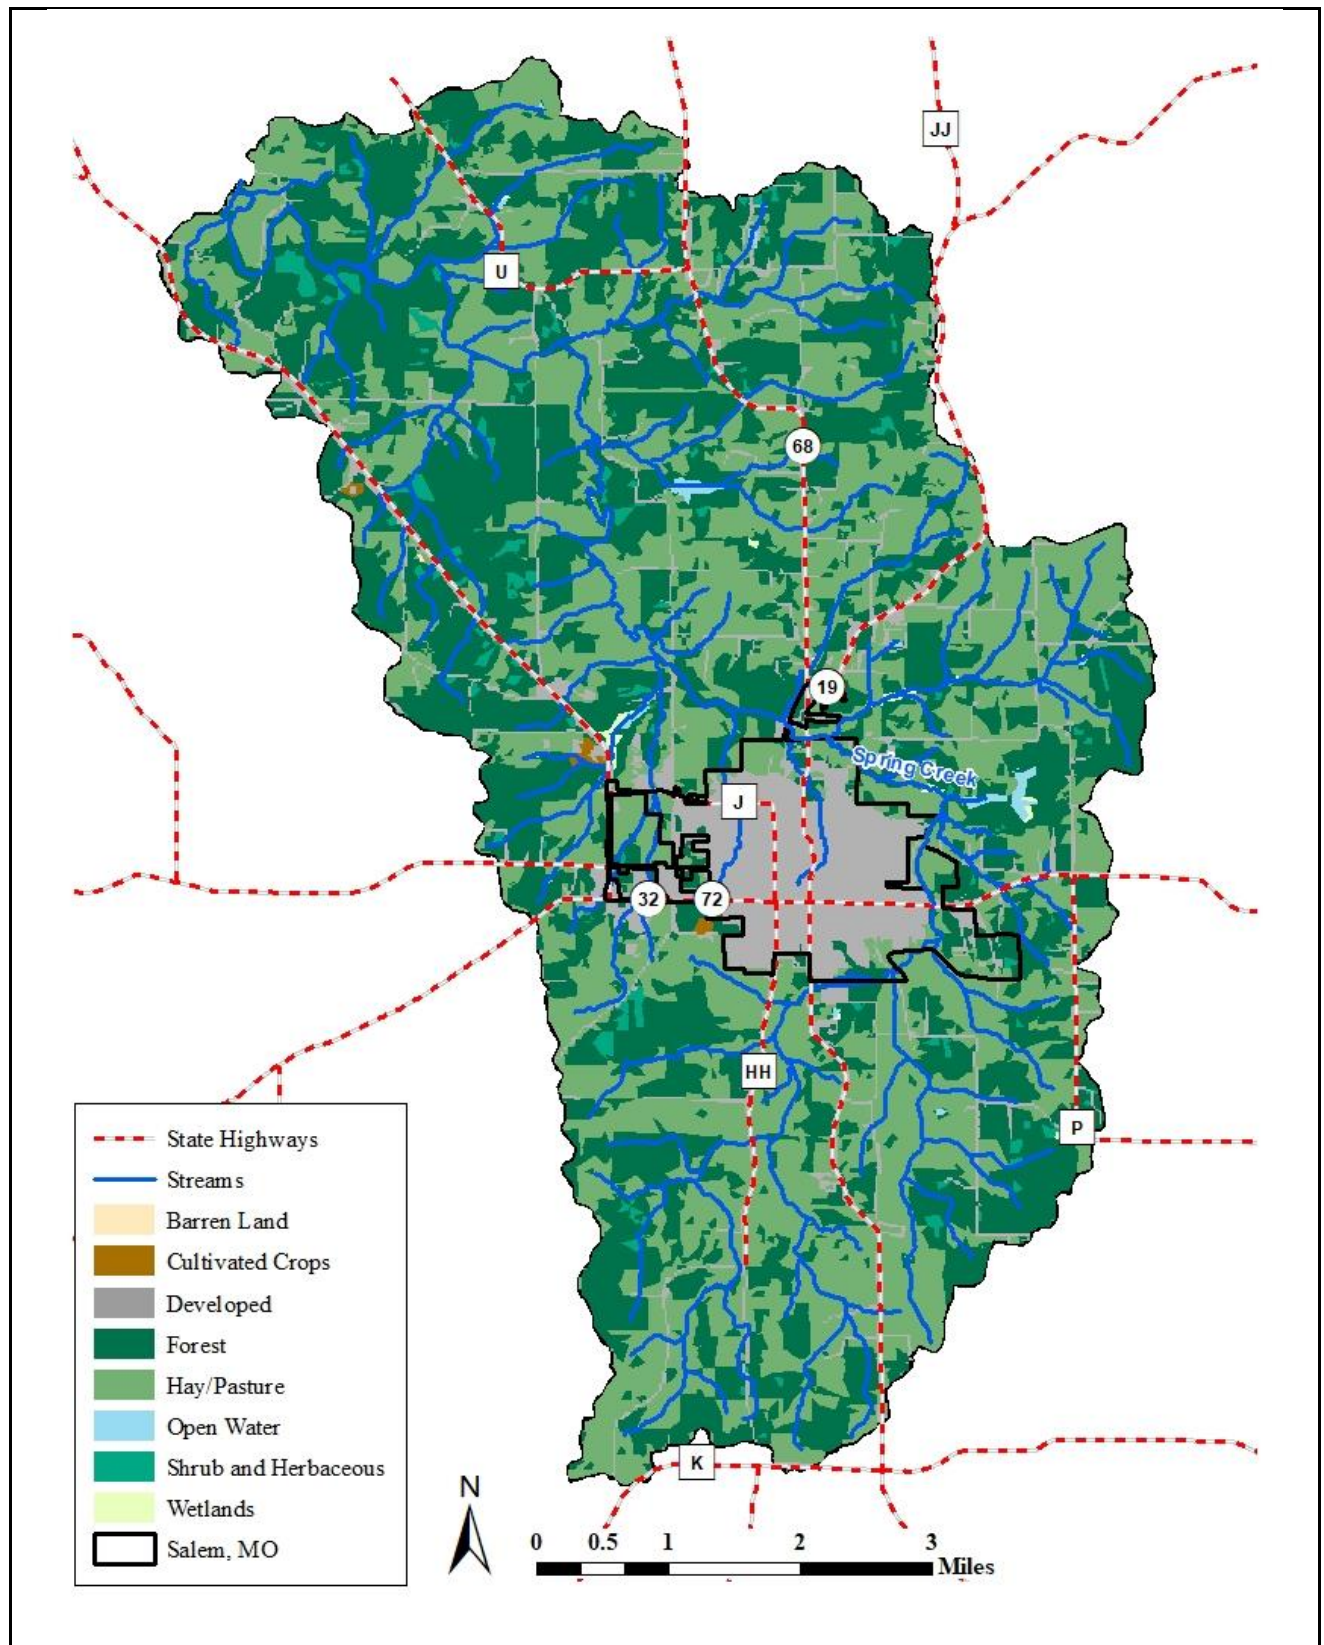 JJ
U
68
19
Spring Creek
J
32
72
HH
P
K
State Highways
Streams
Barren Land
Cultivated Crops
Developed
Forest
Hay/Pasture
Open Water
Shrub and Herbaceous
Wetlands
Salem, MO
N
0 0.5 1 2 3
Miles